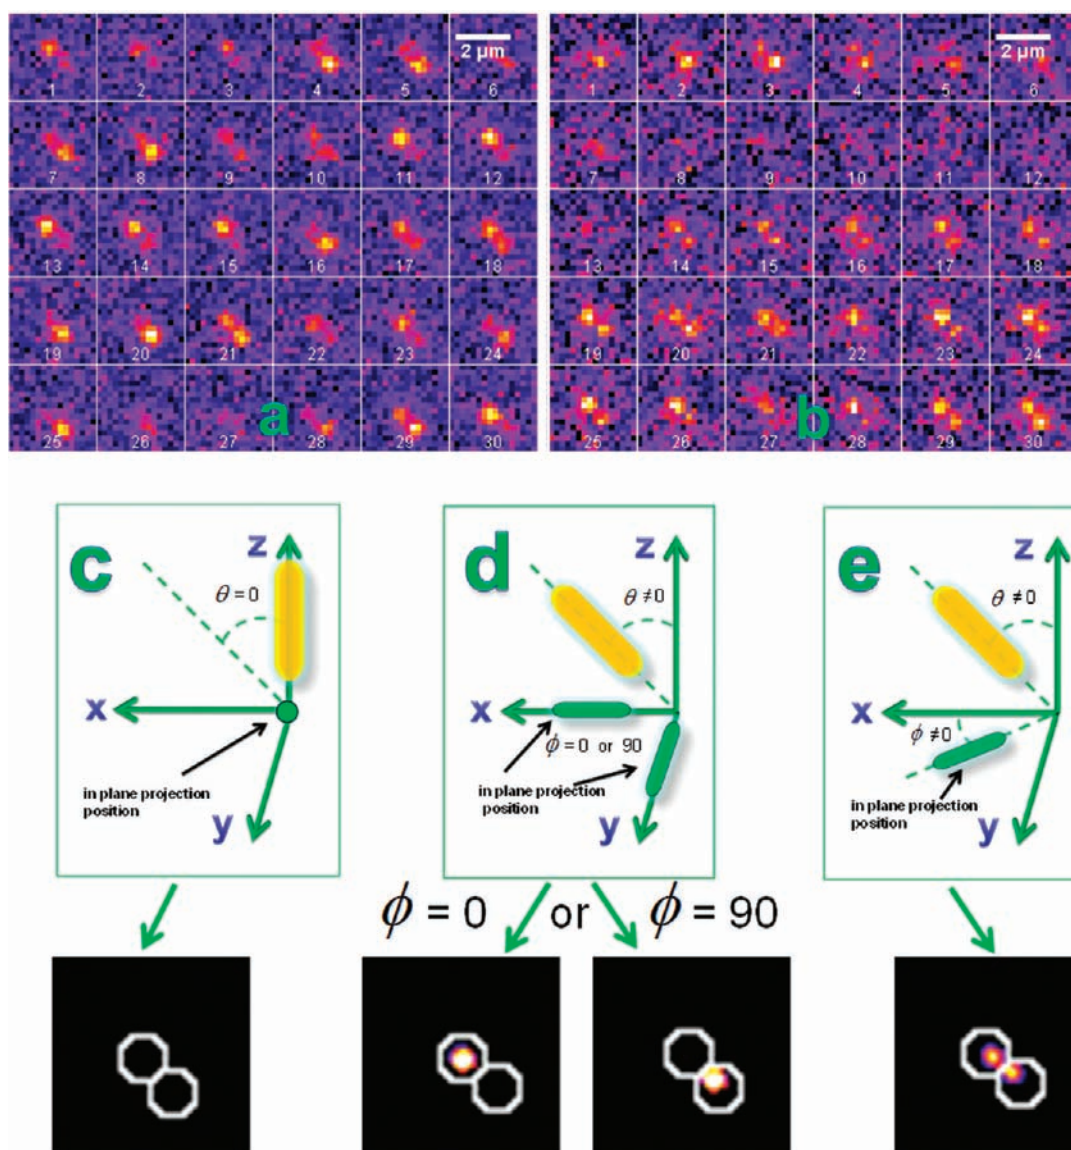 2 µm 2 µm
1 2 3 4 5 6 1 2 3 4 5 6
7 8 9 10 11 12 7 8 9 10 11 12
13 14 15 16 17 18 13 14 15 16 17 18
19 20 21 22 23 24 19 20 21 22 23 24
25 26 27 28 29 30 25 26 27 28 29 30
a b
c
z
θ = 0
x
in plane projection
position
y
d
z
θ ≠ 0
x
ϕ = 0 or 90
in plane projection
position
y
e
z
θ ≠ 0
x
ϕ ≠ 0
in plane projection
position
y
ϕ = 0 or ϕ = 90